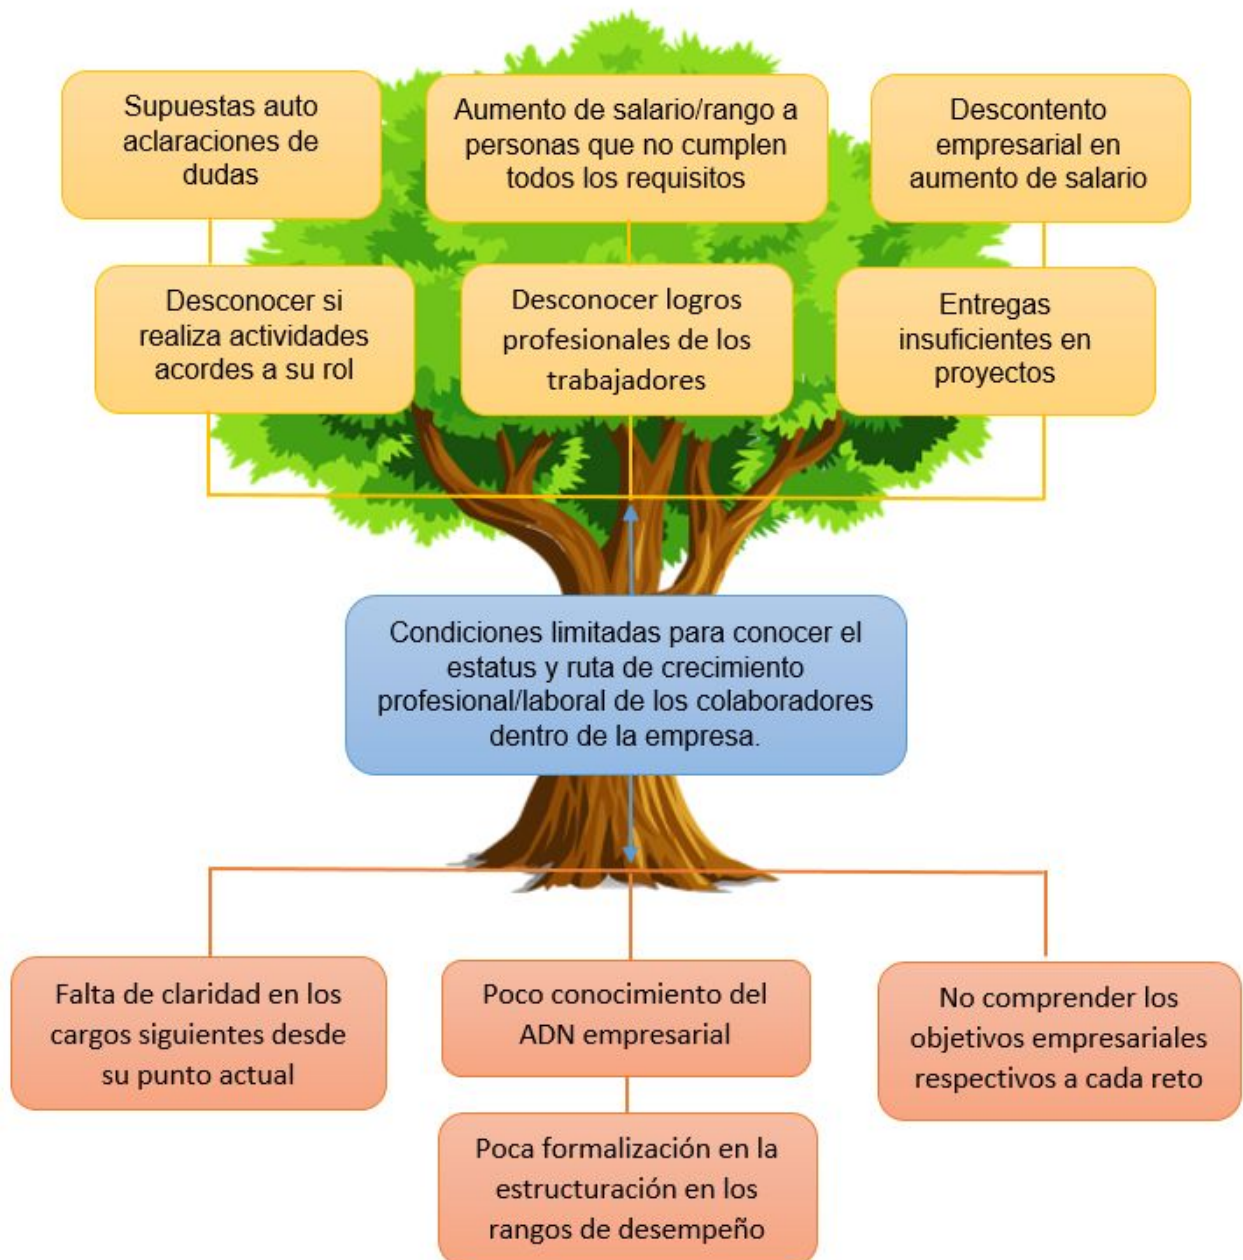 Supuestas auto
aclaraciones de
dudas
Aumento de salario/rango a
personas que no cumplen
todos los requisitos
Descontento
empresarial en
aumento de salario
Desconocer si
realiza actividades
acordes a su rol
Desconocer logros
profesionales de los
trabajadores
Entregas
insuficientes en
proyectos
Condiciones limitadas para conocer el
estatus y ruta de crecimiento
profesional/laboral de los colaboradores
dentro de la empresa.
Falta de claridad en los
cargos siguientes desde
su punto actual
Poco conocimiento del
ADN empresarial
No comprender los
objetivos empresariales
respectivos a cada reto
Poca formalización en la
estructuración en los
rangos de desempeño